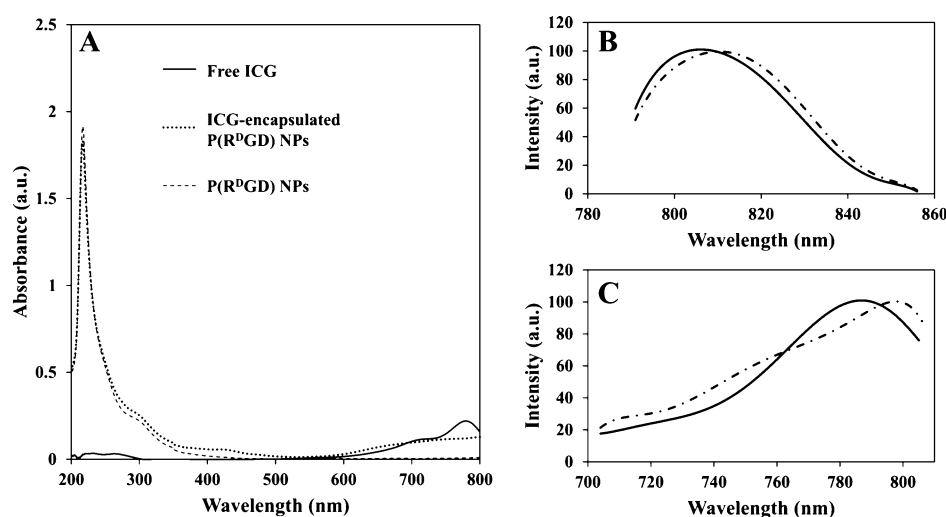 A
2.5
2
1.5
1
0.5
0
200 300 400 500 600 700 800
Absorbance (a.u.)
Wavelength (nm)
Free ICG
ICG-encapsulated
P(RᴰGD) NPs
P(RᴰGD) NPs
B
120
100
80
60
40
20
0
780 800 820 840 860
Intensity (a.u.)
Wavelength (nm)
C
120
100
80
60
40
20
0
700 720 740 760 780 800
Intensity (a.u.)
Wavelength (nm)